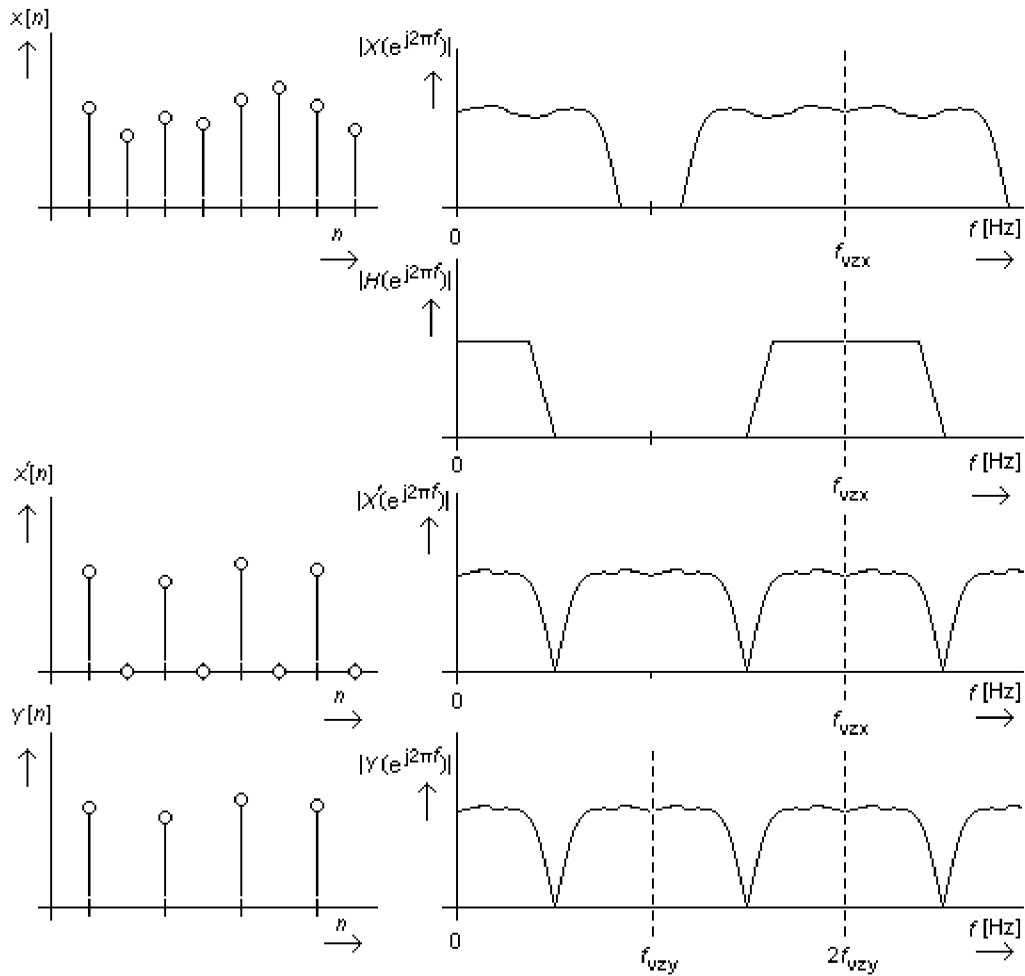 x[n]
|X(e^j2πf)|
n
0
f_vzx
f [Hz]
|H(e^j2πf)|
0
f_vzx
f [Hz]
x'[n]
|X'(e^j2πf)|
n
0
f_vzx
f [Hz]
y[n]
|Y(e^j2πf)|
n
0
f_vzy
2f_vzy
f [Hz]